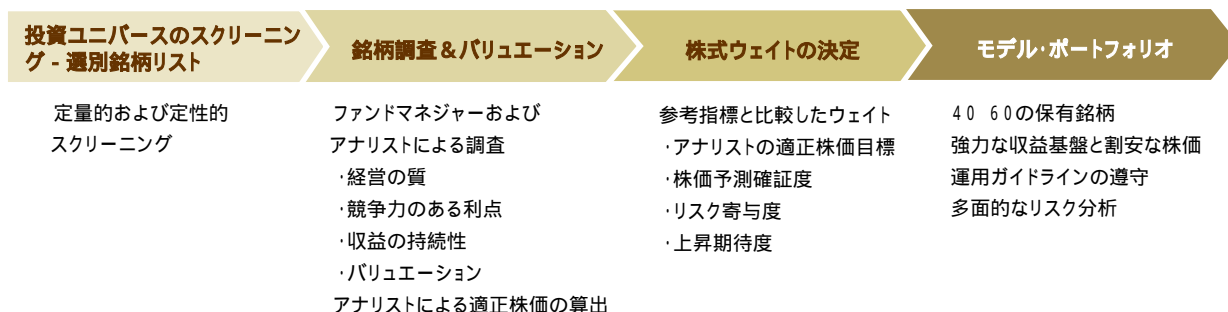 投資ユニバースのスクリーニン
グ - 選別銘柄リスト
定量的および定性的
スクリーニング
銘柄調査＆バリュエーション
ファンドマネジャーおよび
アナリストによる調査
・経営の質
・競争力のある利点
・収益の持続性
・バリュエーション
アナリストによる適正株価の算出
株式ウェイトの決定
参考指標と比較したウェイト
・アナリストの適正株価目標
・株価予測確証度
・リスク寄与度
・上昇期待度
モデル・ポートフォリオ
40 60の保有銘柄
強力な収益基盤と割安な株価
運用ガイドラインの遵守
多面的なリスク分析